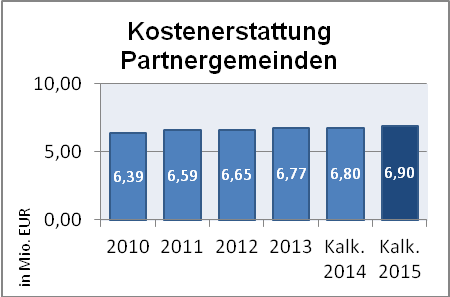 Kostenerstattung
Partnergemeinden
10,00
5,00
0,00
in Mio. EUR
6,39 6,59 6,65 6,77 6,80 6,90
2010 2011 2012 2013 Kalk. Kalk.
2014 2015